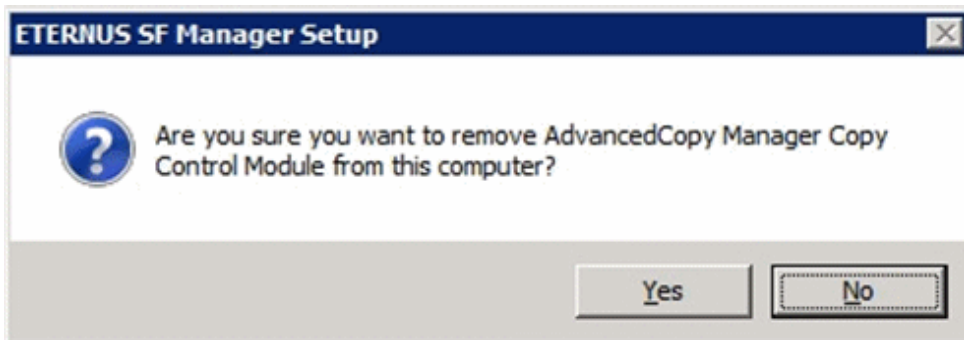 ETERNUS SF Manager Setup
Are you sure you want to remove AdvancedCopy Manager Copy
Control Module from this computer?
Yes
No